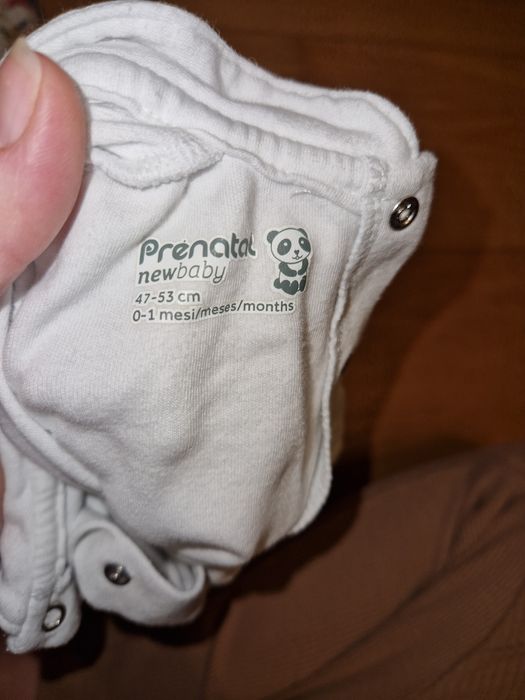 Prénatal
newbaby
47-53 cm
0-1 mesi/meses/months